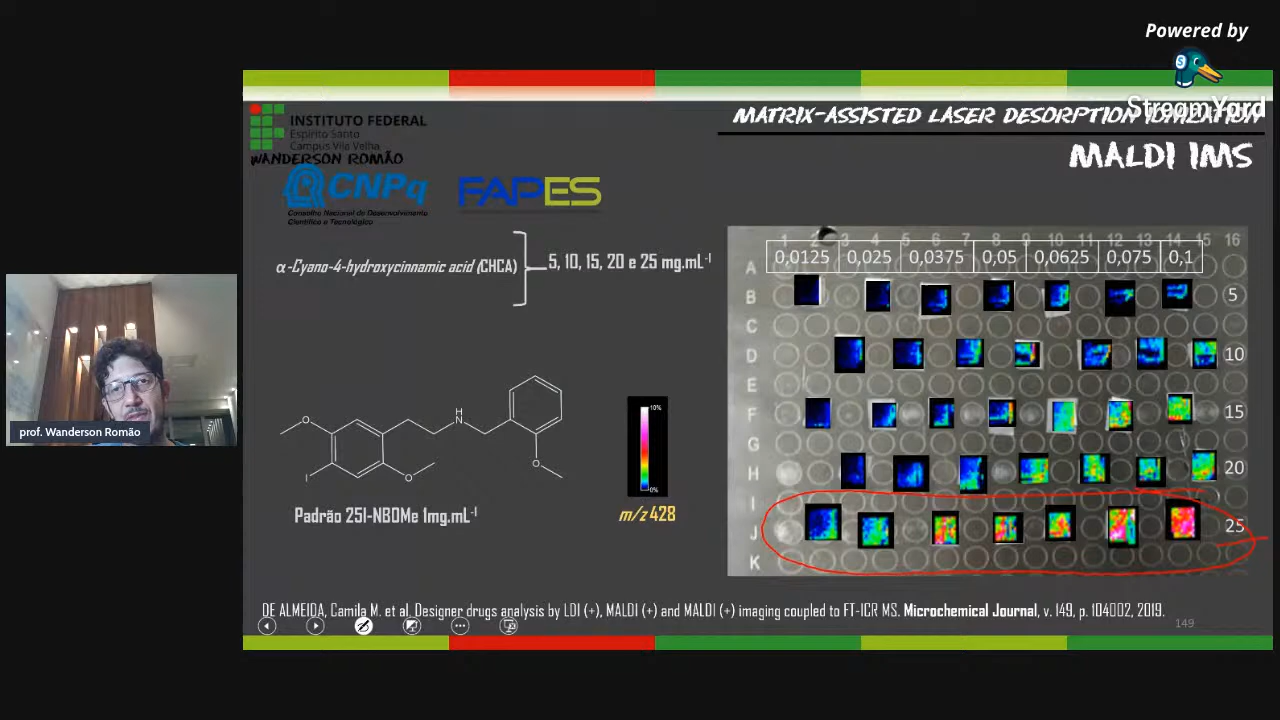 Powered by
StreamYard
INSTITUTO FEDERAL
Espírito Santo
Campus Vila Velha
WANDERSON ROMÃO
CNPq
Conselho Nacional de Desenvolvimento
Científico e Tecnológico
FAPES
MATRIX-ASSISTED LASER DESORPTION IONIZATION
MALDI IMS
α-Cyano-4-hydroxycinnamic acid (CHCA)
5, 10, 15, 20 e 25 mg.mL-1
1 2 3 4 5 6 7 8 9 10 11 12 13 14 15 16
0,0125 0,025 0,0375 0,05 0,0625 0,075 0,1
A
B 5
C
D 10
E
F 15
G
H 20
I
J 25
K
O
H
N
I
O
O
Padrão 25I-NBOMe 1mg.mL-1
10%
0%
m/z 428
prof. Wanderson Romão
DE ALMEIDA, Camila M. et al. Designer drugs analysis by LDI (+), MALDI (+) and MALDI (+) imaging coupled to FT-ICR MS. Microchemical Journal, v. 149, p. 104002, 2019.
149